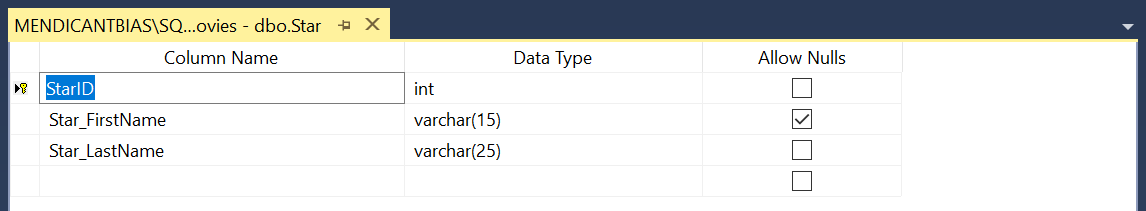 MENDICANTBIAS\SQ...ovies - dbo.Star
Column Name Data Type Allow Nulls
StarID int
Star_FirstName varchar(15)
Star_LastName varchar(25)